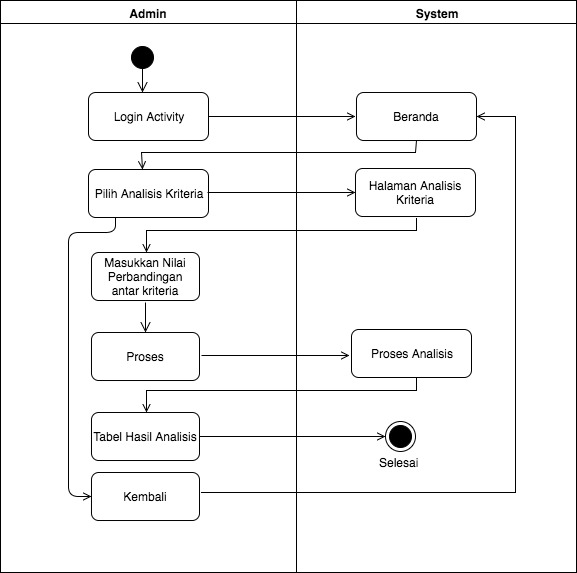 Admin
System
Login Activity
Beranda
Pilih Analisis Kriteria
Halaman Analisis
Kriteria
Masukkan Nilai
Perbandingan
antar kriteria
Proses
Proses Analisis
Tabel Hasil Analisis
Selesai
Kembali